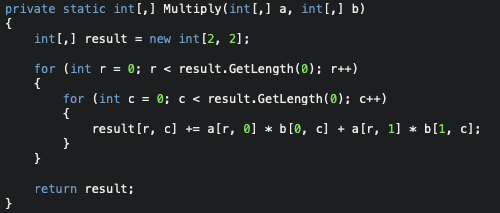 private static int[,] Multiply(int[,] a, int[,] b)
{
    int[,] result = new int[2, 2];

    for (int r = 0; r < result.GetLength(0); r++)
    {
        for (int c = 0; c < result.GetLength(0); c++)
        {
            result[r, c] += a[r, 0] * b[0, c] + a[r, 1] * b[1, c];
        }
    }

    return result;
}